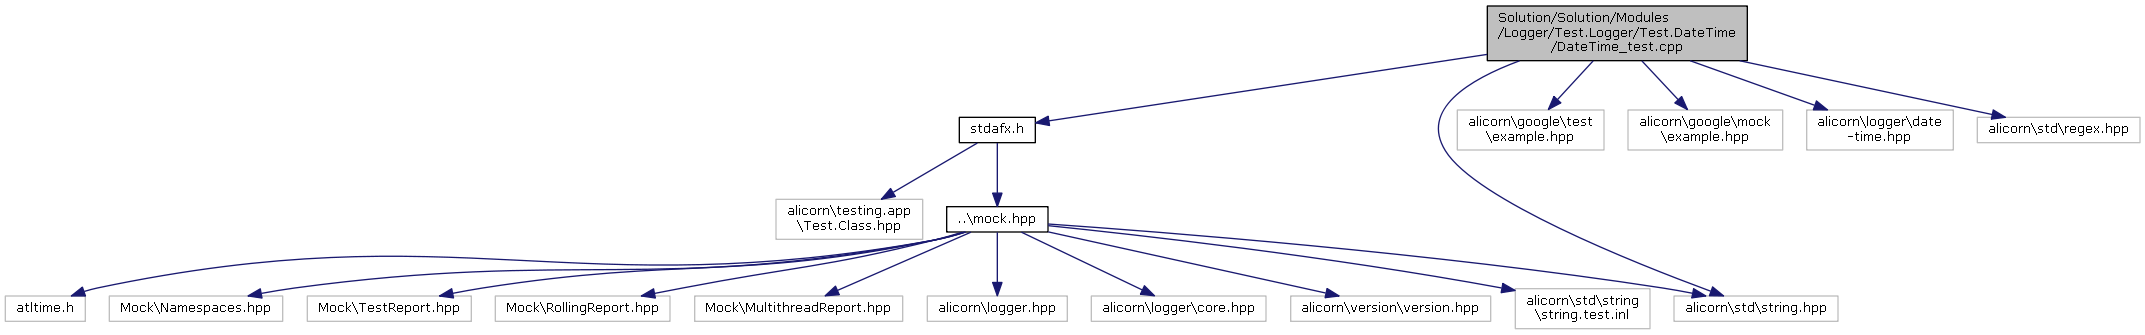 Solution/Solution/Modules
/Logger/Test.Logger/Test.DateTime
/DateTime_test.cpp
stdafx.h
alicorn\google\test
\example.hpp
alicorn\google\mock
\example.hpp
alicorn\logger\date
-time.hpp
alicorn\std\regex.hpp
alicorn\testing.app
\Test.Class.hpp
..\mock.hpp
atltime.h
Mock\Namespaces.hpp
Mock\TestReport.hpp
Mock\RollingReport.hpp
Mock\MultithreadReport.hpp
alicorn\logger.hpp
alicorn\logger\core.hpp
alicorn\version\version.hpp
alicorn\std\string
\string.test.inl
alicorn\std\string.hpp